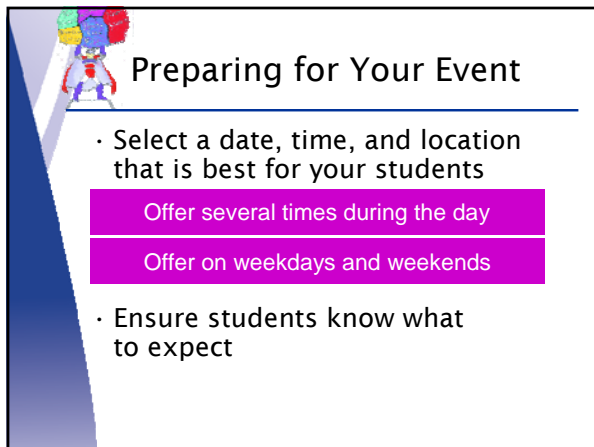 Preparing for Your Event
· Select a date, time, and location
that is best for your students
Offer several times during the day
Offer on weekdays and weekends
· Ensure students know what
to expect